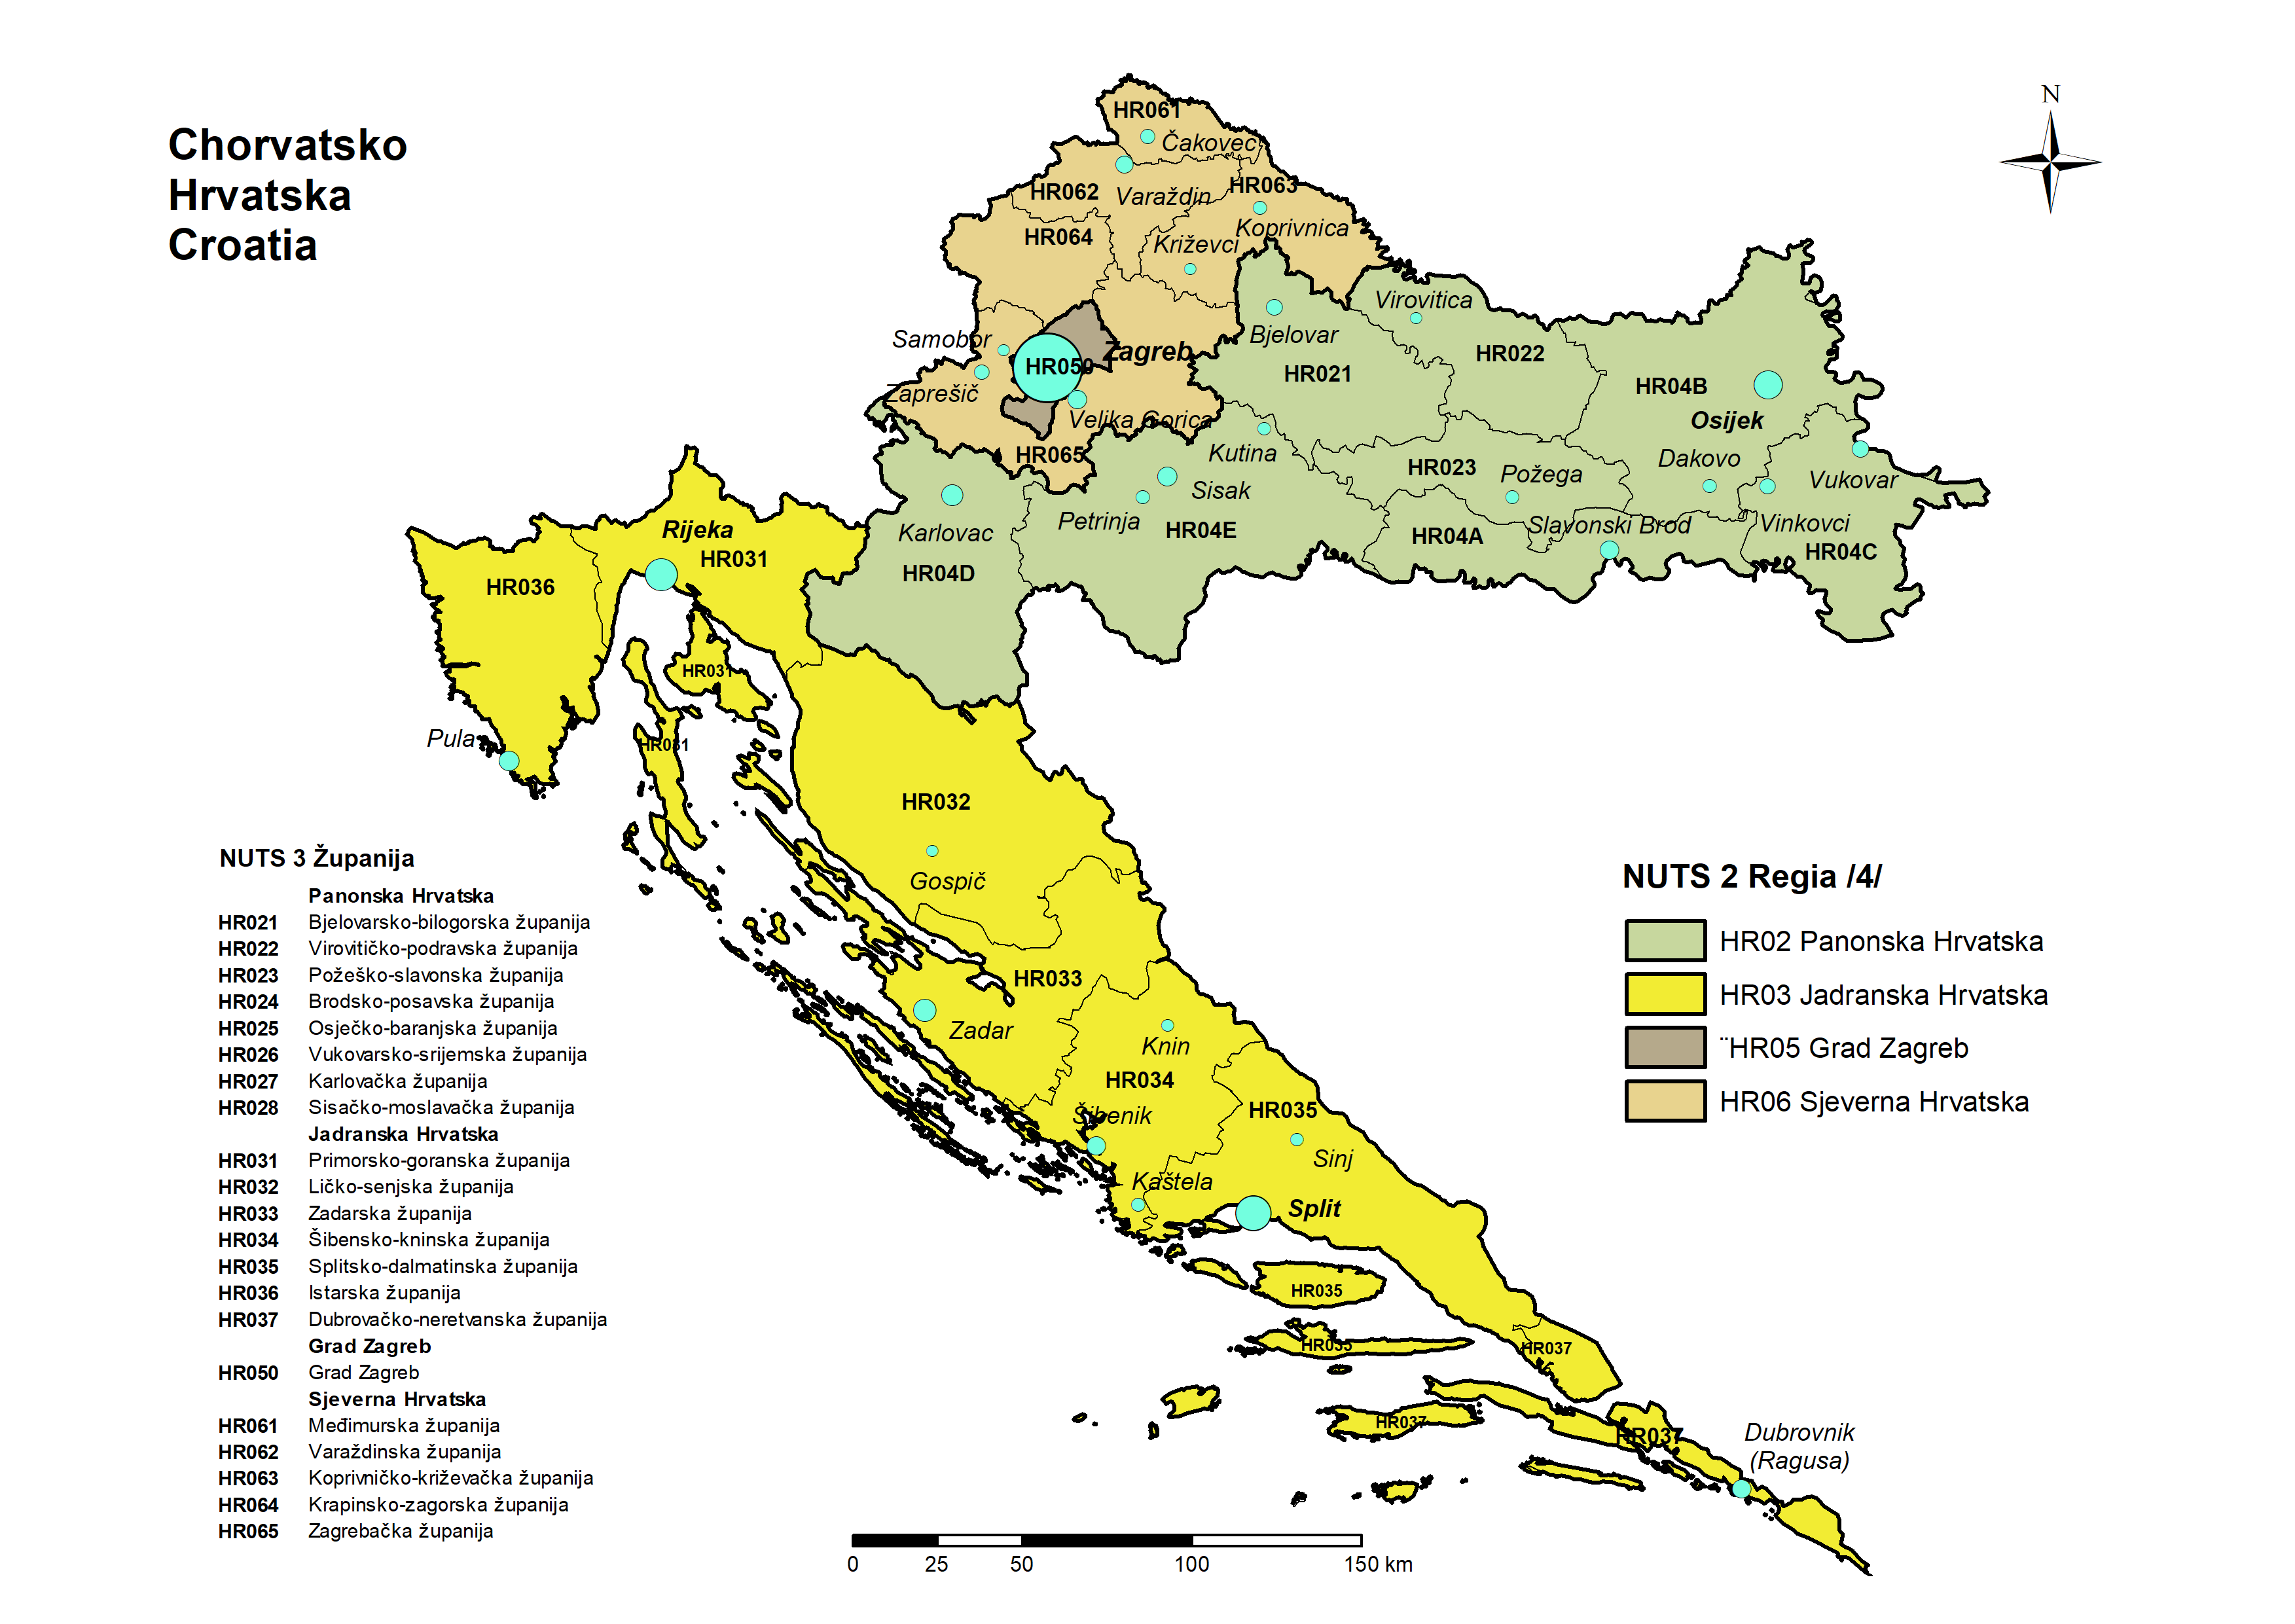 Chorvatsko
Hrvatska
Croatia
N
HR061
Čakovec
HR062
Varaždin
HR063
Koprivnica
HR064
Križevci
Virovitica
Samobor
Bjelovar
Zagreb
HR050
HR022
HR021
HR04B
Zaprešič
Osijek
Velika Gorica
HR065
Kutina
HR023
Dakovo
Požega
Vukovar
Sisak
Petrinja
HR04E
Karlovac
HR04D
HR04A
Slavonski Brod
Vinkovci
HR04C
Rijeka
HR031
HR036
HR031
HR031
Pula
HR032
Gospič
HR033
Zadar
Knin
HR034
Šibenik
HR035
Sinj
Kaštela
Split
HR035
HR035
HR037
HR037
HR037
Dubrovnik
(Ragusa)
NUTS 3 Županija
Panonska Hrvatska
HR021 Bjelovarsko-bilogorska županija
HR022 Virovitičko-podravska županija
HR023 Požeško-slavonska županija
HR024 Brodsko-posavska županija
HR025 Osječko-baranjska županija
HR026 Vukovarsko-srijemska županija
HR027 Karlovačka županija
HR028 Sisačko-moslavačka županija
Jadranska Hrvatska
HR031 Primorsko-goranska županija
HR032 Ličko-senjska županija
HR033 Zadarska županija
HR034 Šibensko-kninska županija
HR035 Splitsko-dalmatinska županija
HR036 Istarska županija
HR037 Dubrovačko-neretvanska županija
Grad Zagreb
HR050 Grad Zagreb
Sjeverna Hrvatska
HR061 Međimurska županija
HR062 Varaždinska županija
HR063 Koprivničko-križevačka županija
HR064 Krapinsko-zagorska županija
HR065 Zagrebačka županija
NUTS 2 Regia /4/
HR02 Panonska Hrvatska
HR03 Jadranska Hrvatska
¨HR05 Grad Zagreb
HR06 Sjeverna Hrvatska
0 25 50 100 150 km